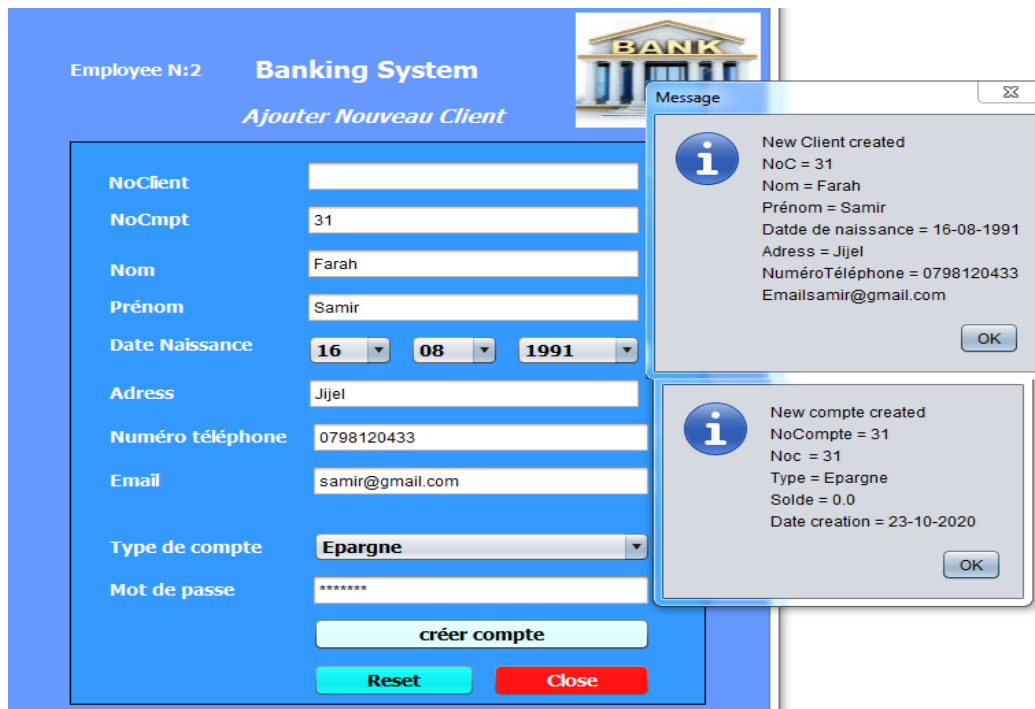 Employee N:2
Banking System
BANK
Ajouter Nouveau Client
NoClient
NoCmpt 31
Nom Farah
Prénom Samir
Date Naissance 16 08 1991
Adress Jijel
Numéro téléphone 0798120433
Email samir@gmail.com
Type de compte Epargne
Mot de passe *******
créer compte
Reset Close
Message
New Client created
NoC = 31
Nom = Farah
Prénom = Samir
Datde de naissance = 16-08-1991
Adress = Jijel
NuméroTéléphone = 0798120433
Emailsamir@gmail.com
OK
New compte created
NoCompte = 31
Noc = 31
Type = Epargne
Solde = 0.0
Date creation = 23-10-2020
OK